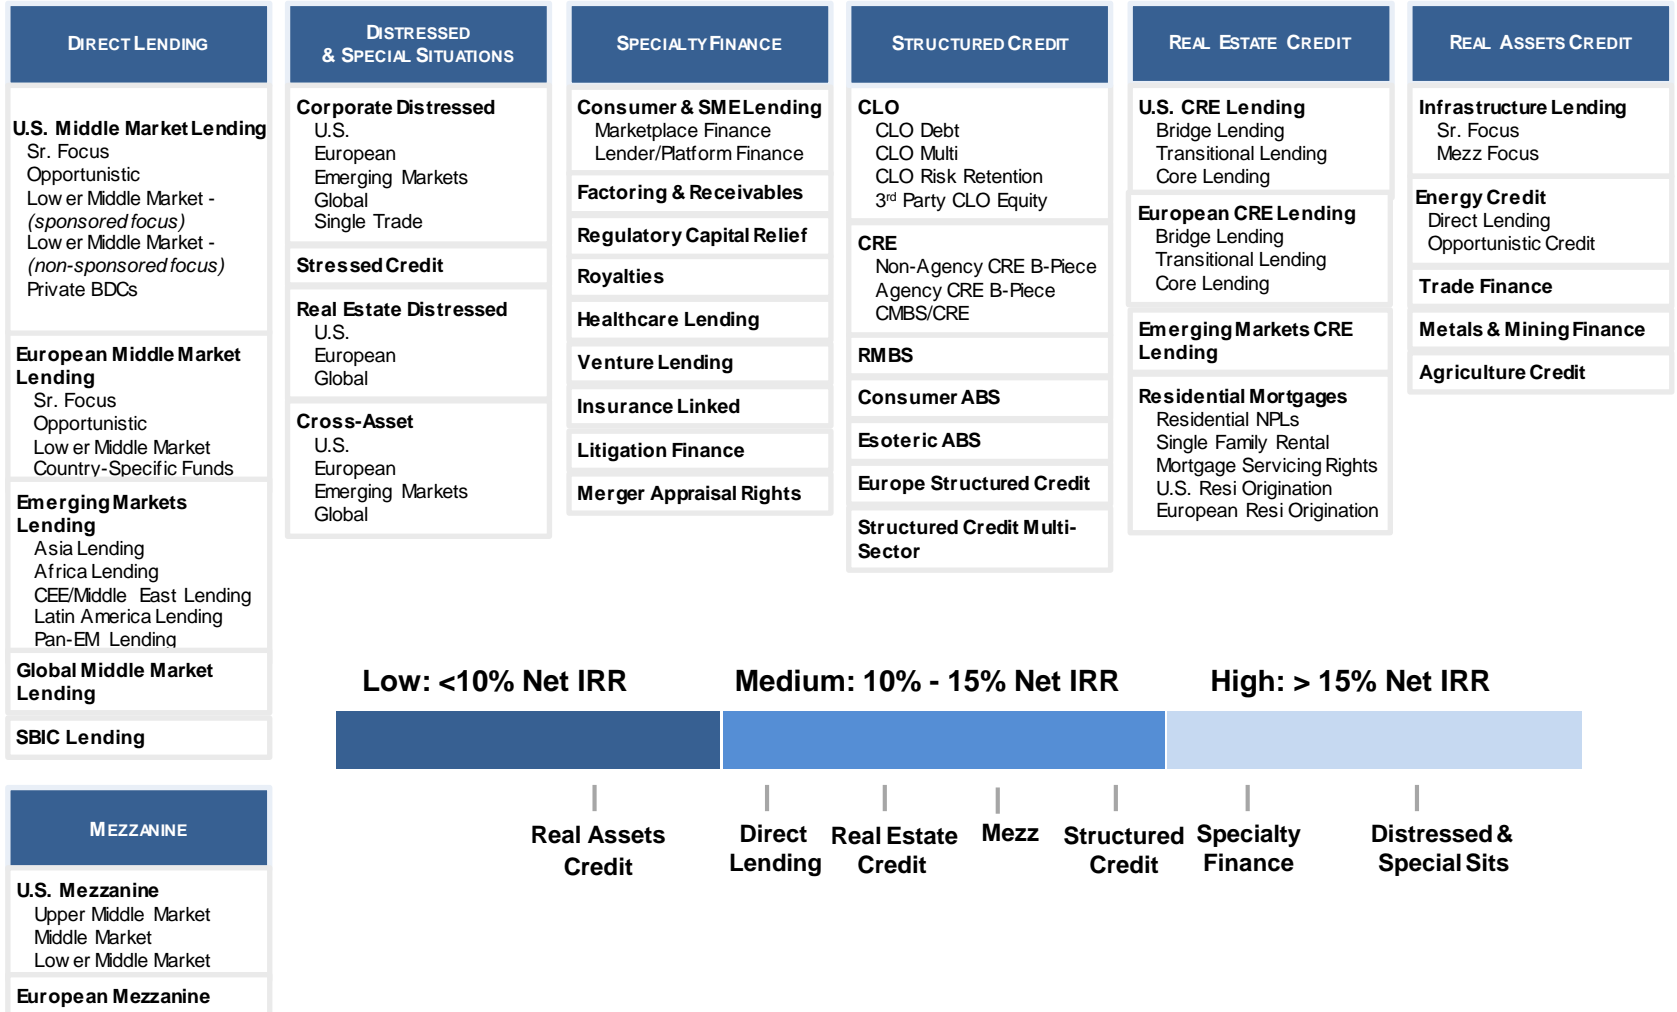 DIRECT LENDING
U.S. Middle Market Lending
Sr. Focus
Opportunistic
Lower Middle Market -
(sponsored focus)
Lower Middle Market -
(non-sponsored focus)
Private BDCs
European Middle Market
Lending
Sr. Focus
Opportunistic
Lower Middle Market
Country-Specific Funds
Emerging Markets
Lending
Asia Lending
Africa Lending
CEE/Middle East Lending
Latin America Lending
Pan-EM Lending
Global Middle Market
Lending
SBIC Lending
MEZZANINE
U.S. Mezzanine
Upper Middle Market
Middle Market
Lower Middle Market
European Mezzanine
DISTRESSED
& SPECIAL SITUATIONS
Corporate Distressed
U.S.
European
Emerging Markets
Global
Single Trade
Stressed Credit
Real Estate Distressed
U.S.
European
Global
Cross-Asset
U.S.
European
Emerging Markets
Global
SPECIALTY FINANCE
Consumer & SME Lending
Marketplace Finance
Lender/Platform Finance
Factoring & Receivables
Regulatory Capital Relief
Royalties
Healthcare Lending
Venture Lending
Insurance Linked
Litigation Finance
Merger Appraisal Rights
STRUCTURED CREDIT
CLO
CLO Debt
CLO Multi
CLO Risk Retention
3rd Party CLO Equity
CRE
Non-Agency CRE B-Piece
Agency CRE B-Piece
CMBS/CRE
RMBS
Consumer ABS
Esoteric ABS
Europe Structured Credit
Structured Credit Multi-
Sector
REAL ESTATE CREDIT
U.S. CRE Lending
Bridge Lending
Transitional Lending
Core Lending
European CRE Lending
Bridge Lending
Transitional Lending
Core Lending
Emerging Markets CRE
Lending
Residential Mortgages
Residential NPLs
Single Family Rental
Mortgage Servicing Rights
U.S. Resi Origination
European Resi Origination
REAL ASSETS CREDIT
Infrastructure Lending
Sr. Focus
Mezz Focus
Energy Credit
Direct Lending
Opportunistic Credit
Trade Finance
Metals & Mining Finance
Agriculture Credit
Low: <10% Net IRR
Medium: 10% - 15% Net IRR
High: > 15% Net IRR
Real Assets
Credit
Direct
Lending
Real Estate
Credit
Mezz
Structured
Credit
Specialty
Finance
Distressed &
Special Sits